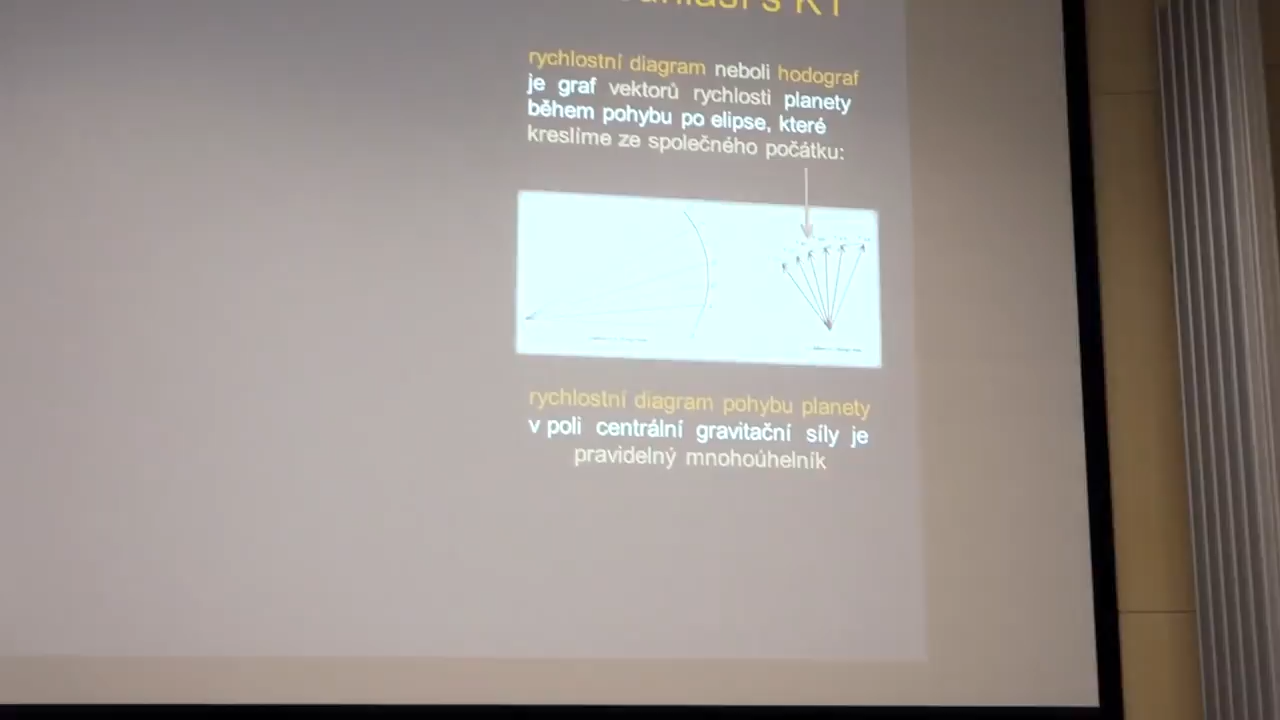 s KT
rychlostní diagram neboli hodograf
je graf vektorů rychlosti planety
během pohybu po elipse, které
kreslíme ze společného počátku:
rychlostní diagram pohybu planety
v poli centrální gravitační síly je
pravidelný mnohoúhelník